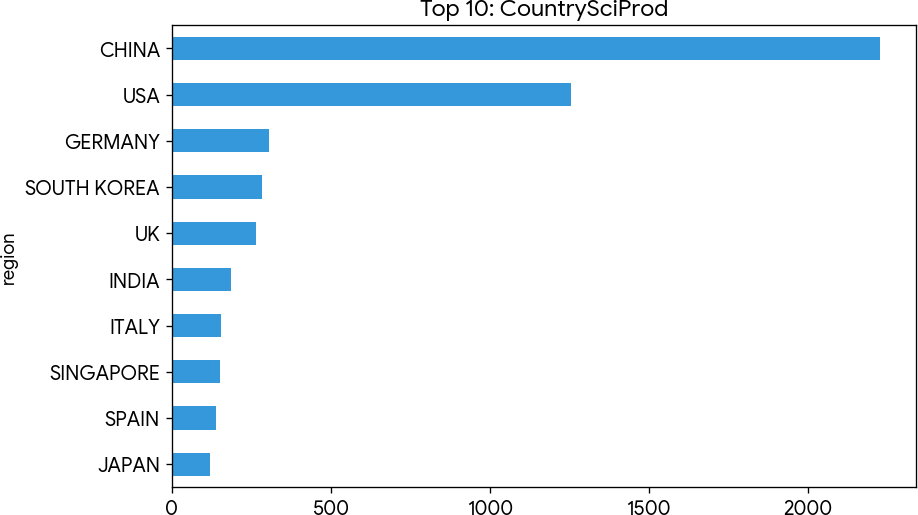 Top 10: CountrySciProd
CHINA
USA
GERMANY
SOUTH KOREA
UK
INDIA
ITALY
SINGAPORE
SPAIN
JAPAN
region
0 500 1000 1500 2000